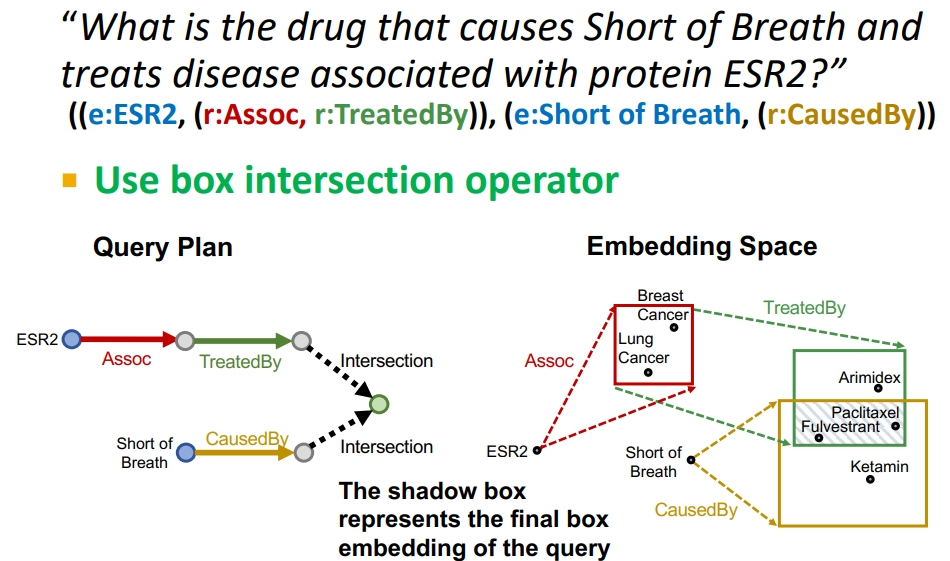 “What is the drug that causes Short of Breath and
treats disease associated with protein ESR2?”
((e:ESR2, (r:Assoc, r:TreatedBy)), (e:Short of Breath, (r:CausedBy))
Use box intersection operator
Query Plan
ESR2
Assoc
TreatedBy
Intersection
Short of
Breath
CausedBy
Intersection
The shadow box
represents the final box
embedding of the query
Embedding Space
Breast
Cancer
Lung
Cancer
TreatedBy
Assoc
Arimidex
Paclitaxel
Fulvestrant
ESR2
Short of
Breath
Ketamin
CausedBy